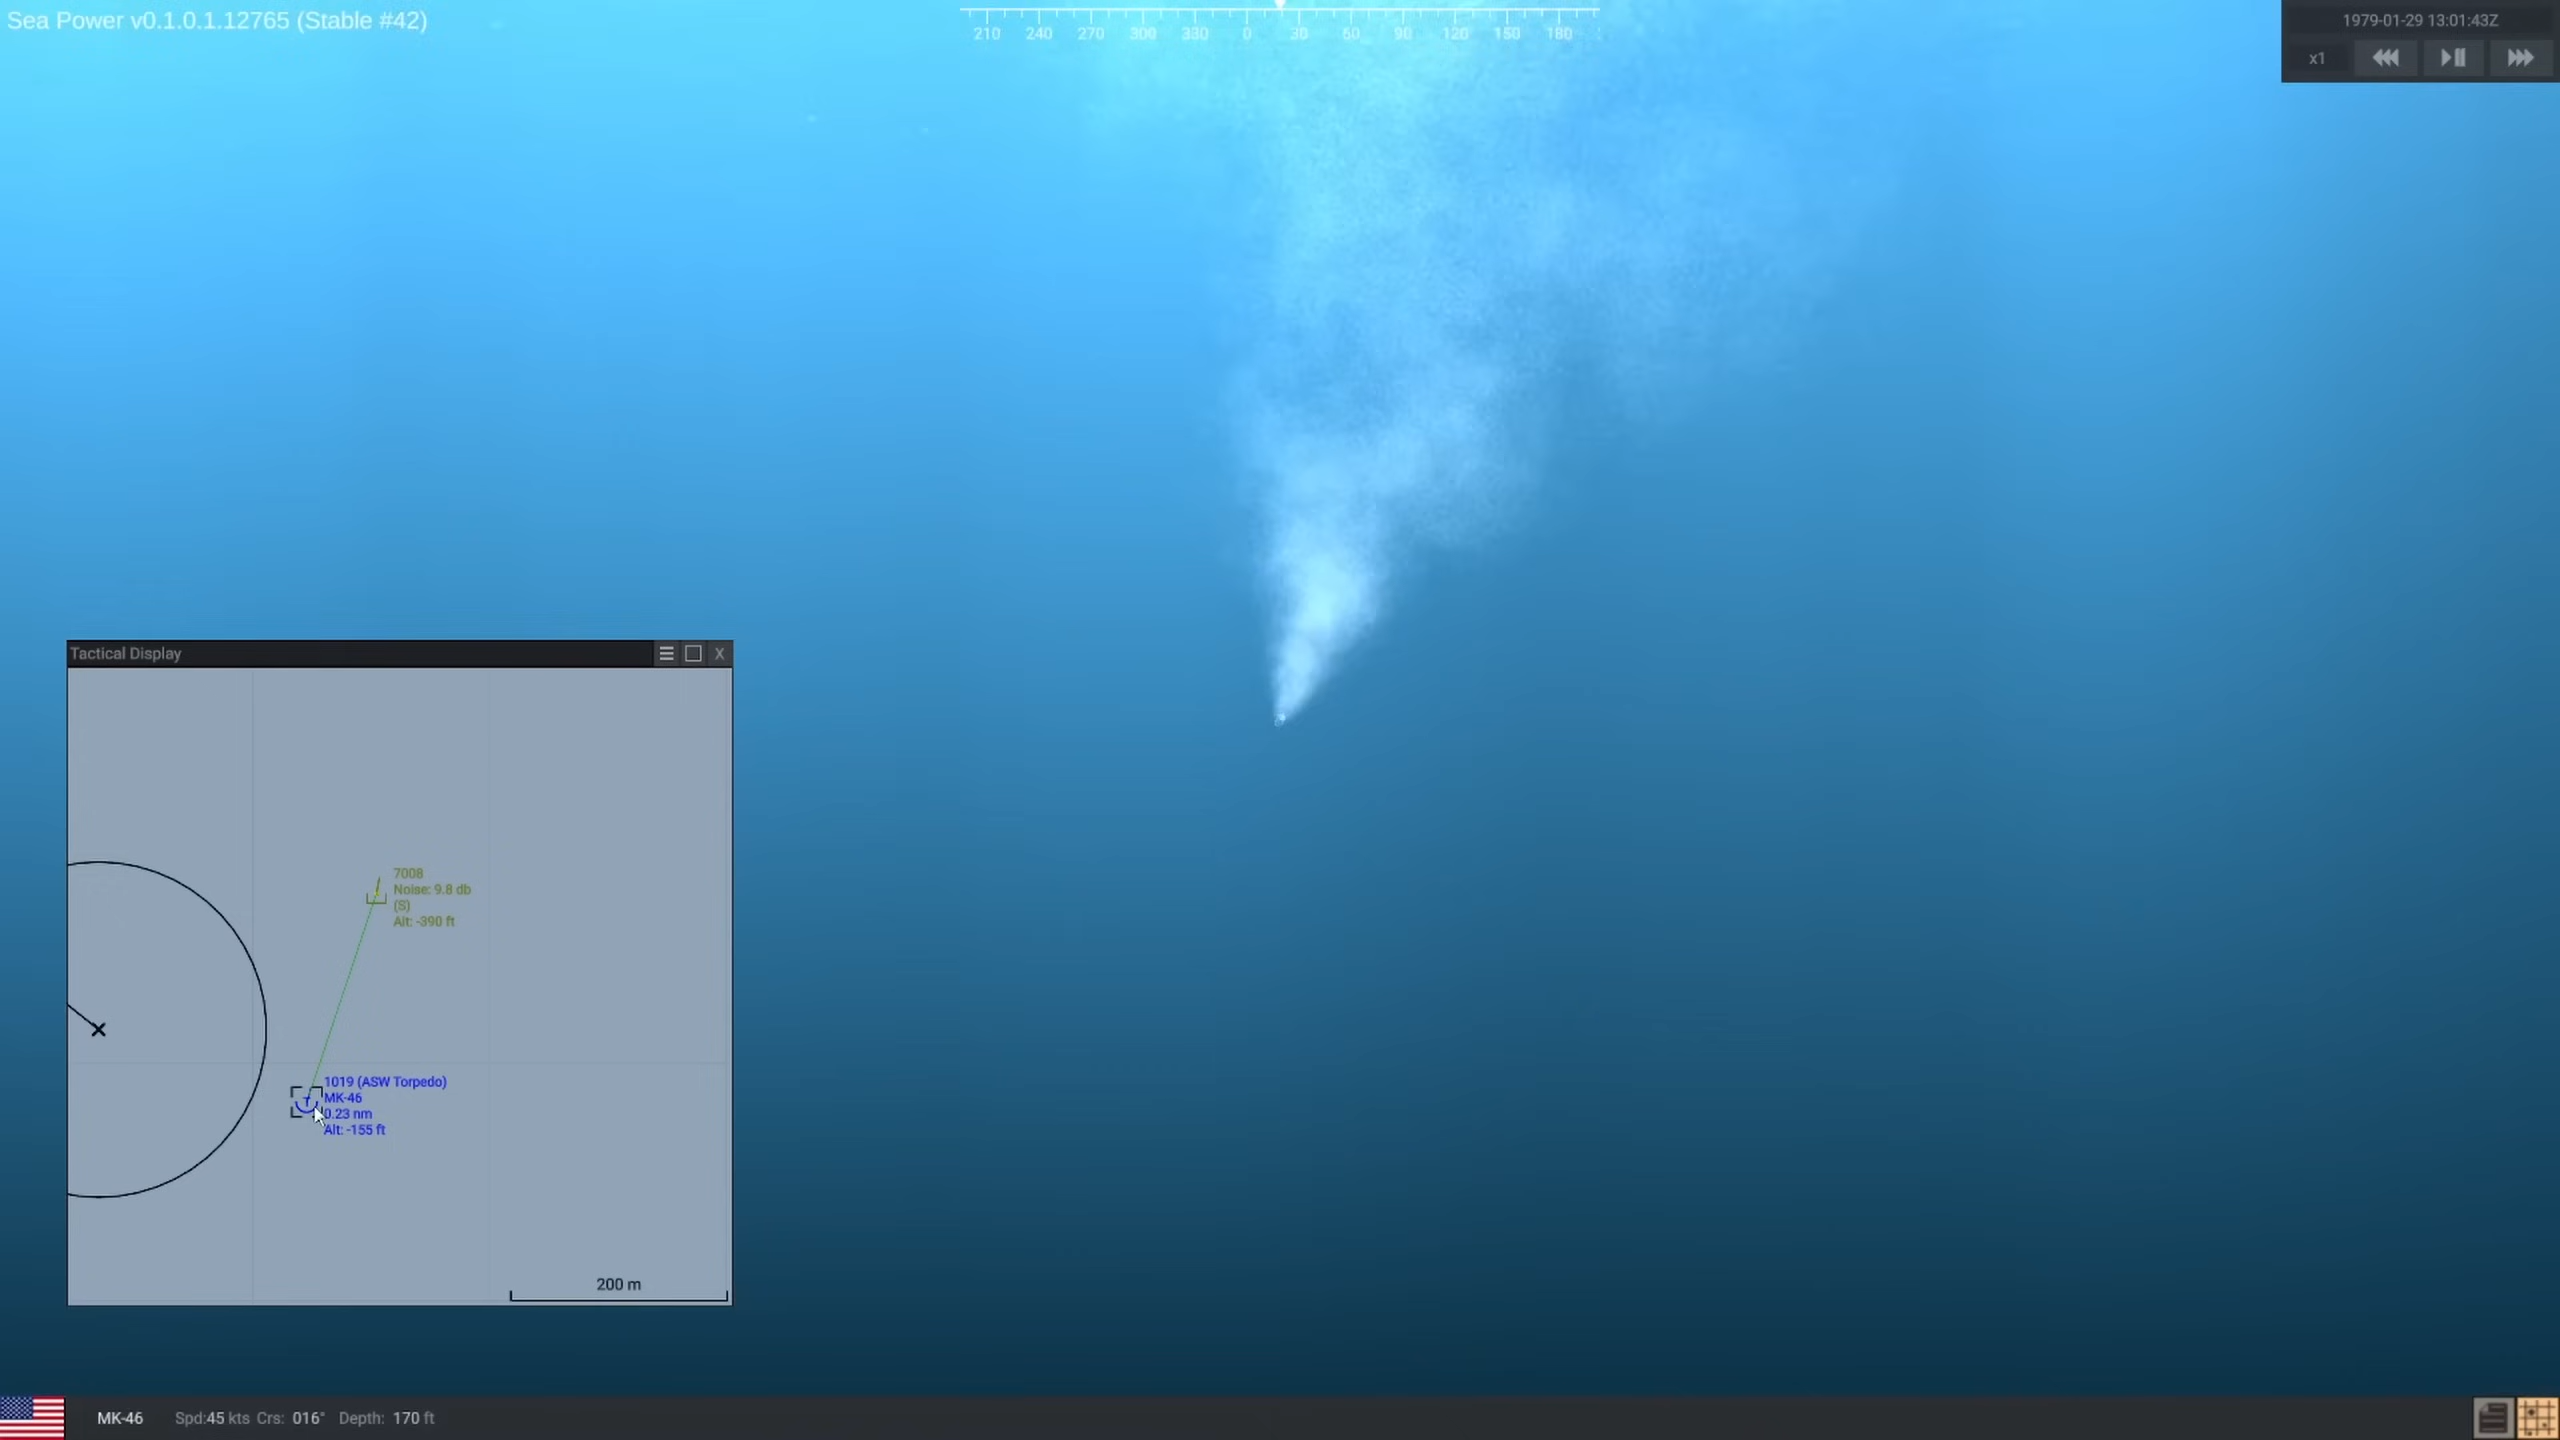 Sea Power v0.1.0.1.12765 (Stable #42)
210 240 270 300 330 0 30 60 90 120 150 180
1979-01-29 13:01:43Z
x1
Tactical Display
X
7008
Noise: 9.8 db
(S)
Alt: -390 ft
1019 (ASW Torpedo)
T
MK-46
0.23 nm
Alt: -155 ft
200 m
MK-46 Spd:45 kts Crs: 016° Depth: 170 ft